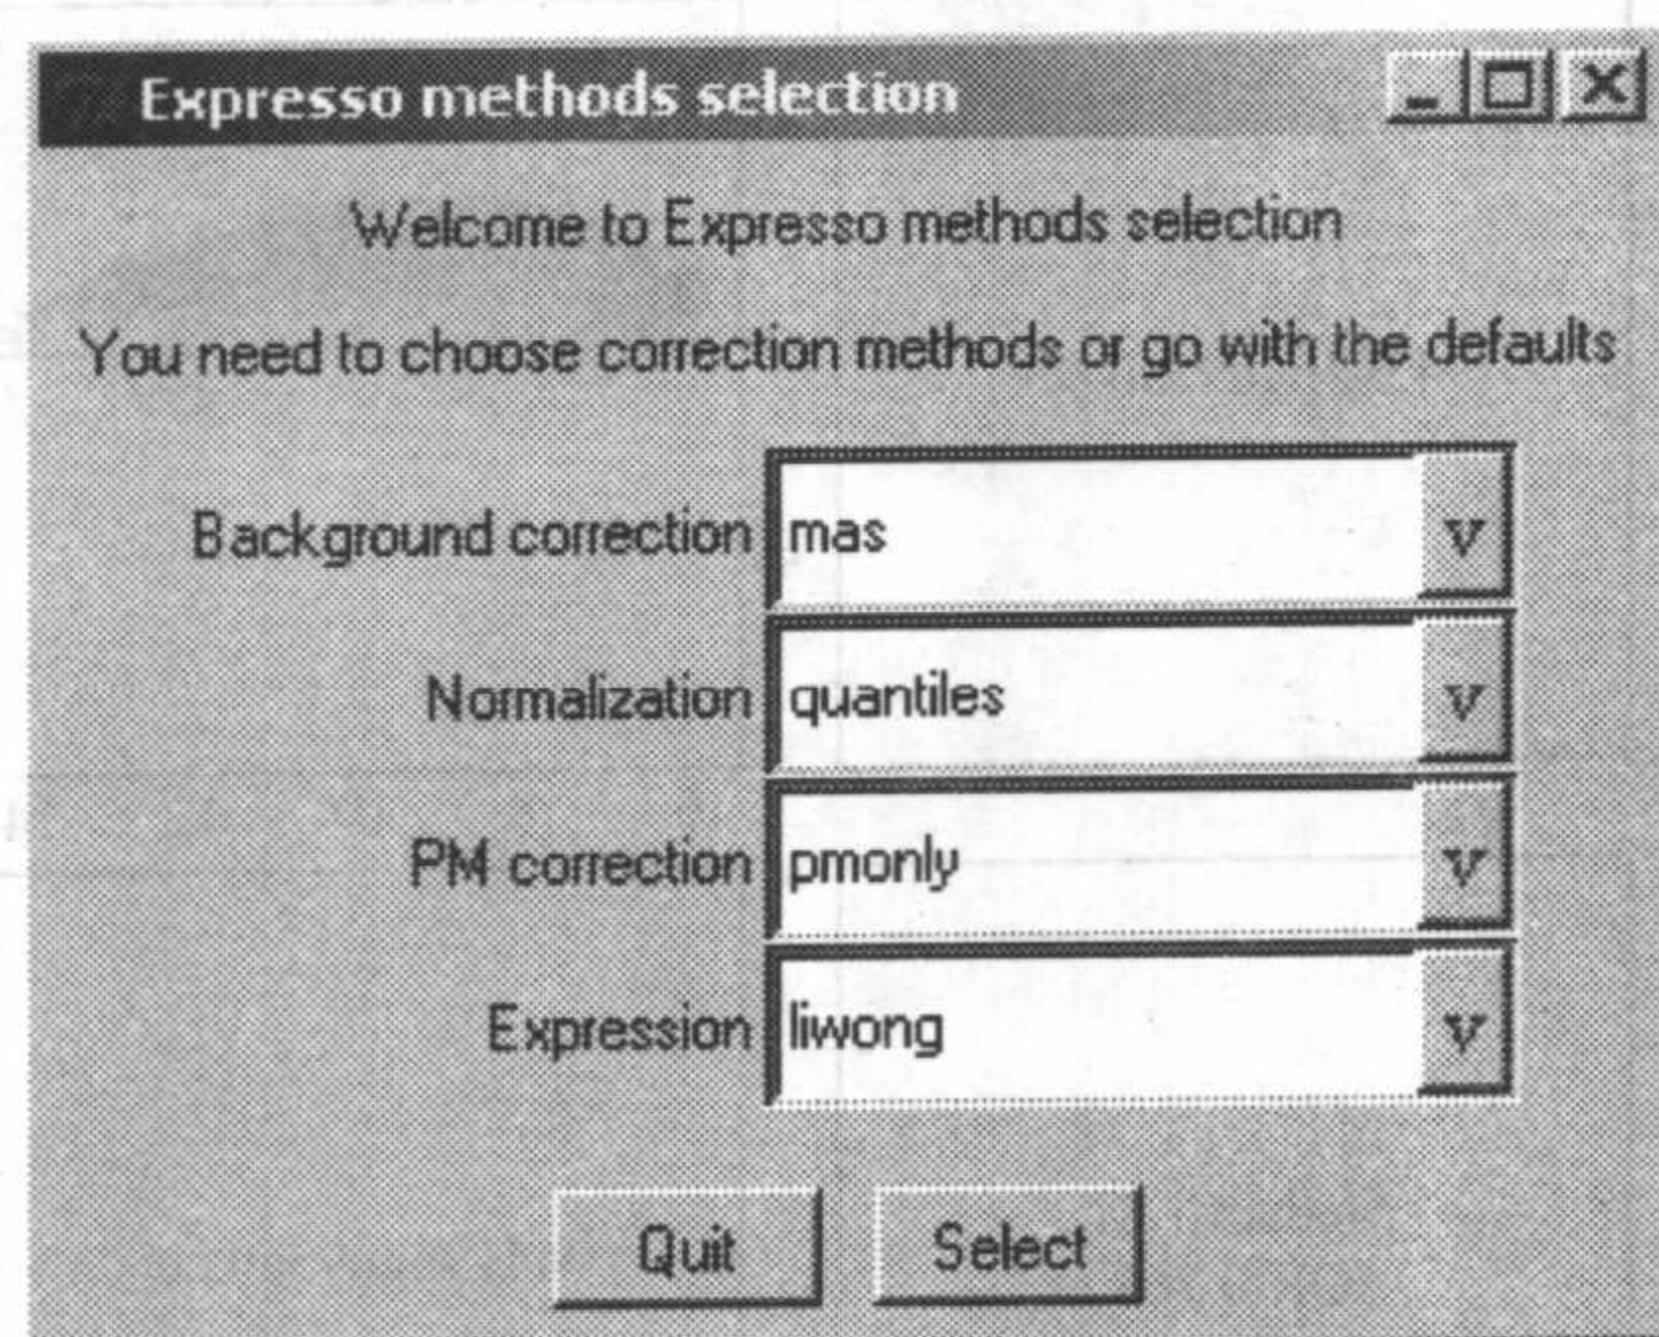 Expresso methods selection
Welcome to Expresso methods selection
You need to choose correction methods or go with the defaults
Background correction mas v
Normalization quantiles v
PM correction pmonly v
Expression liwong v
Quit Select